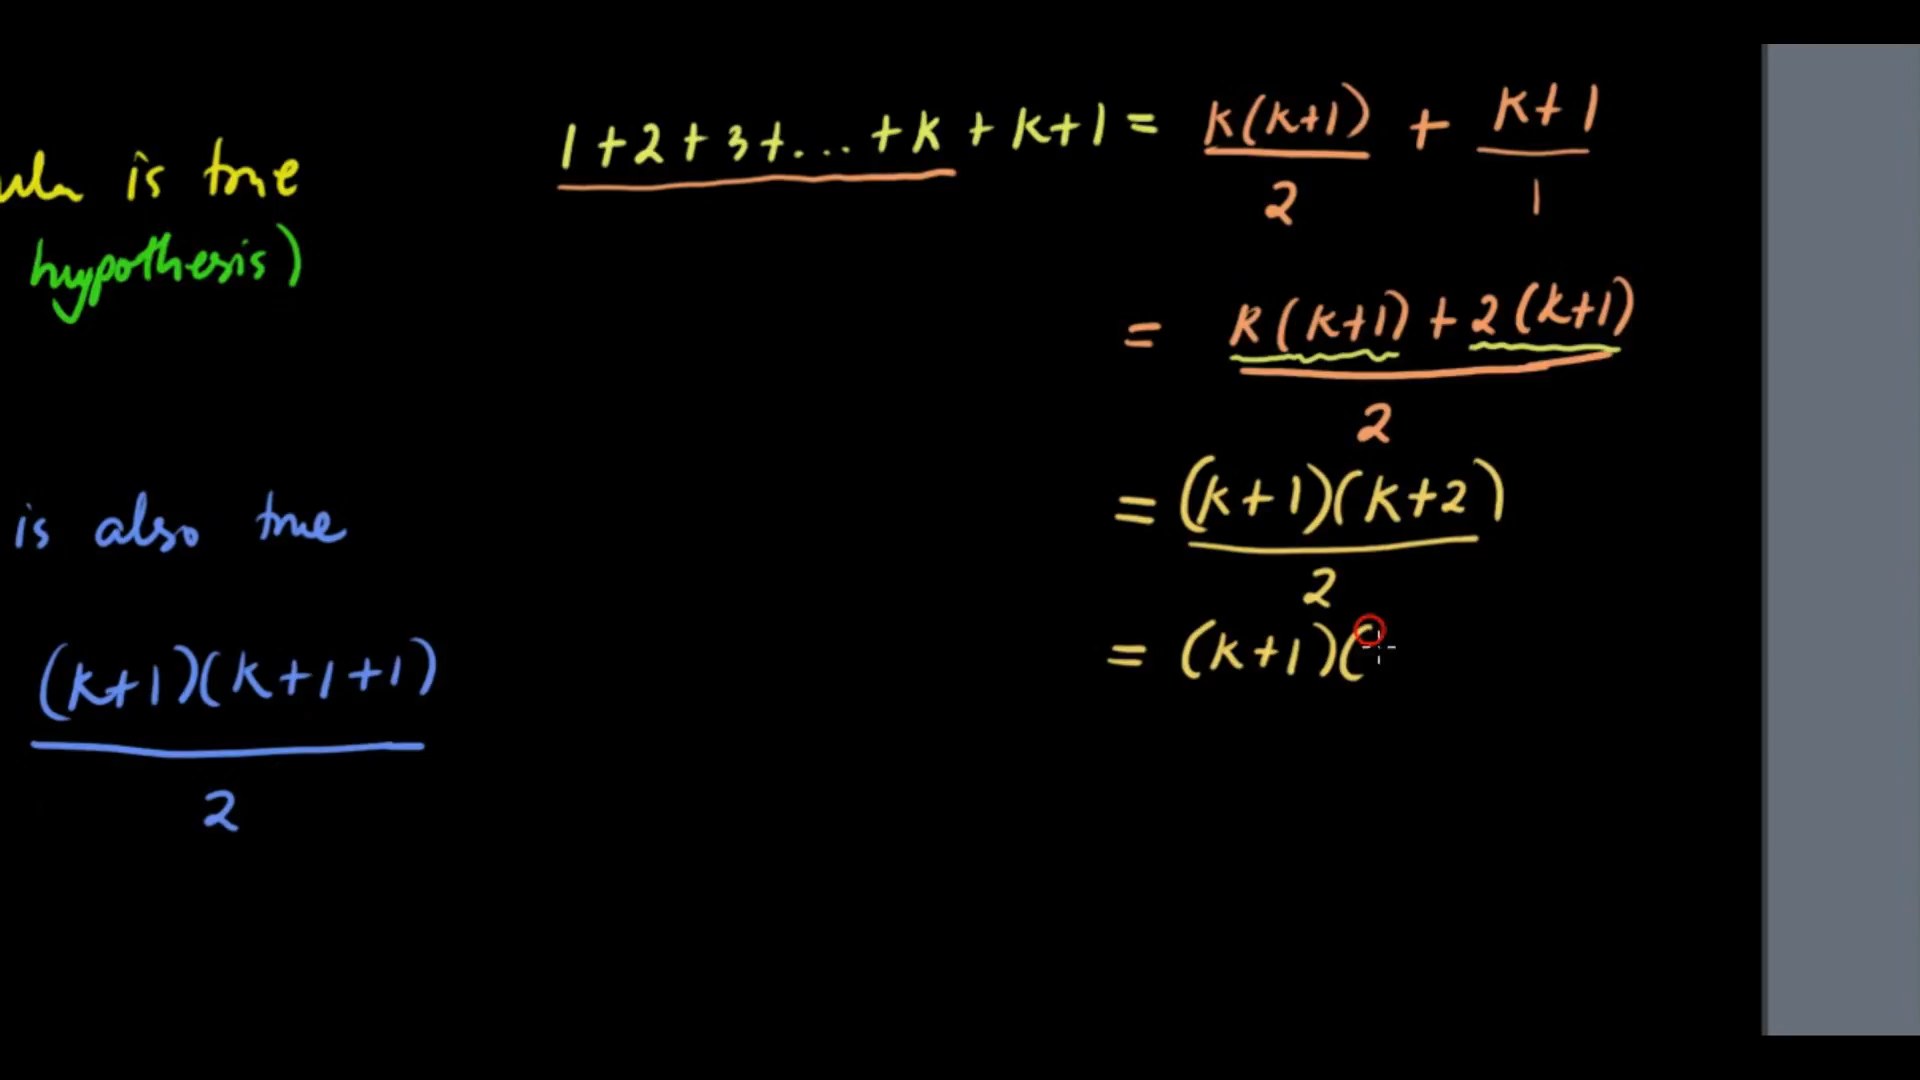 ula is true
hypothesis)
is also true
(k+1)(k+1+1)
2
1+2+3+...+k+k+1 = k(k+1) + k+1
2 1
= k(k+1)+2(k+1)
2
= (k+1)(k+2)
2
= (k+1)(